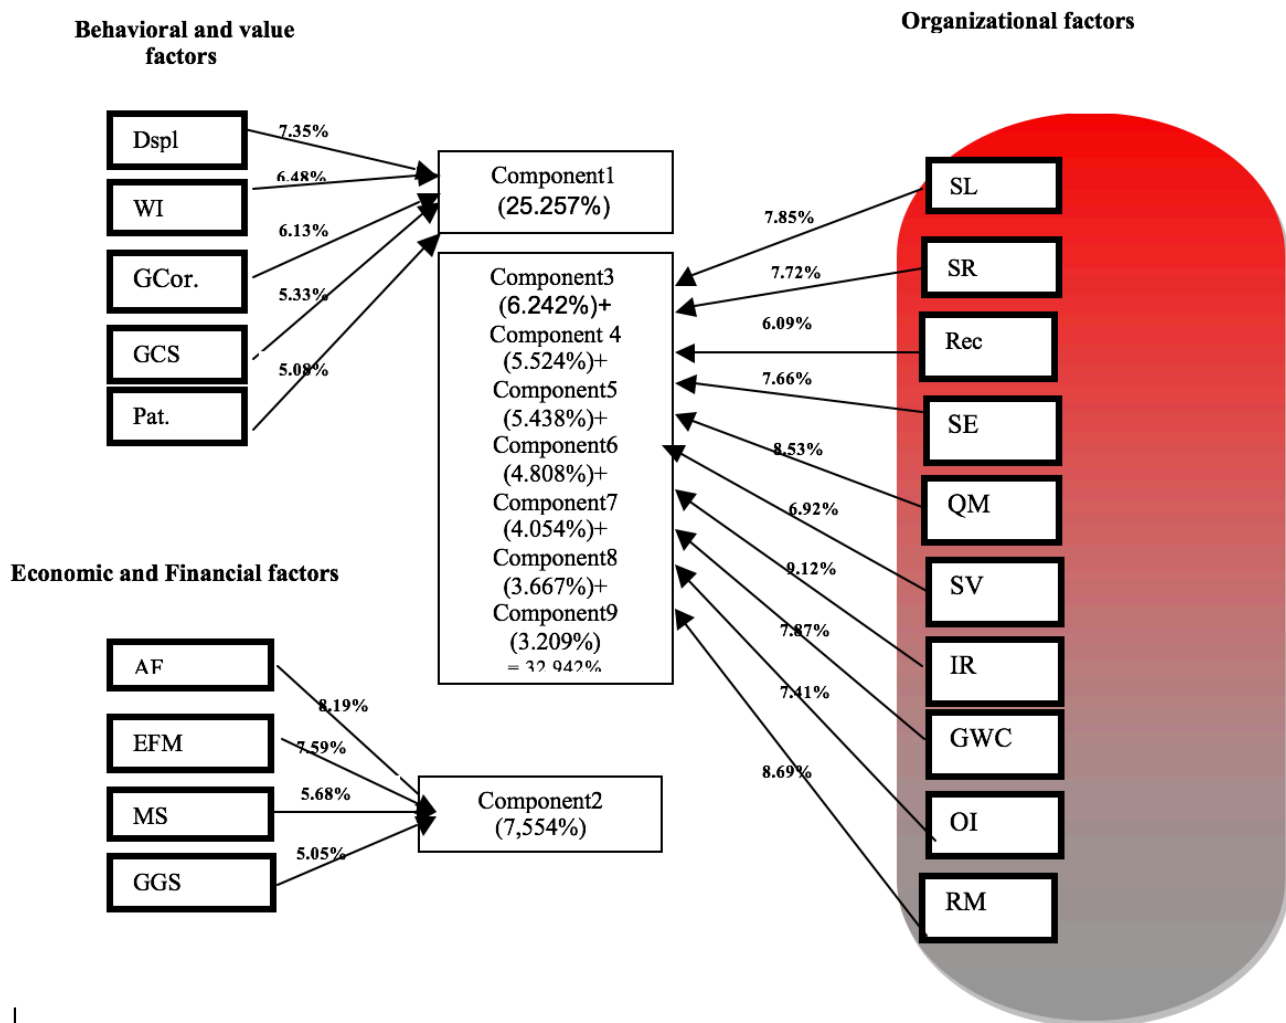 Behavioral and value
factors
Dspl
WI
GCor.
GCS
Pat.
7.35%
6.48%
6.13%
5.33%
5.08%
Component1
(25.257%)
Component3
(6.242%)+
Component 4
(5.524%)+
Component5
(5.438%)+
Component6
(4.808%)+
Component7
(4.054%)+
Component8
(3.667%)+
Component9
(3.209%)
= 32.942%
Organizational factors
7.85%
7.72%
6.09%
7.66%
8.53%
6.92%
9.12%
7.87%
7.41%
8.69%
SL
SR
Rec
SE
QM
SV
IR
GWC
OI
RM
Economic and Financial factors
AF
EFM
MS
GGS
8.19%
7.59%
5.68%
5.05%
Component2
(7,554%)